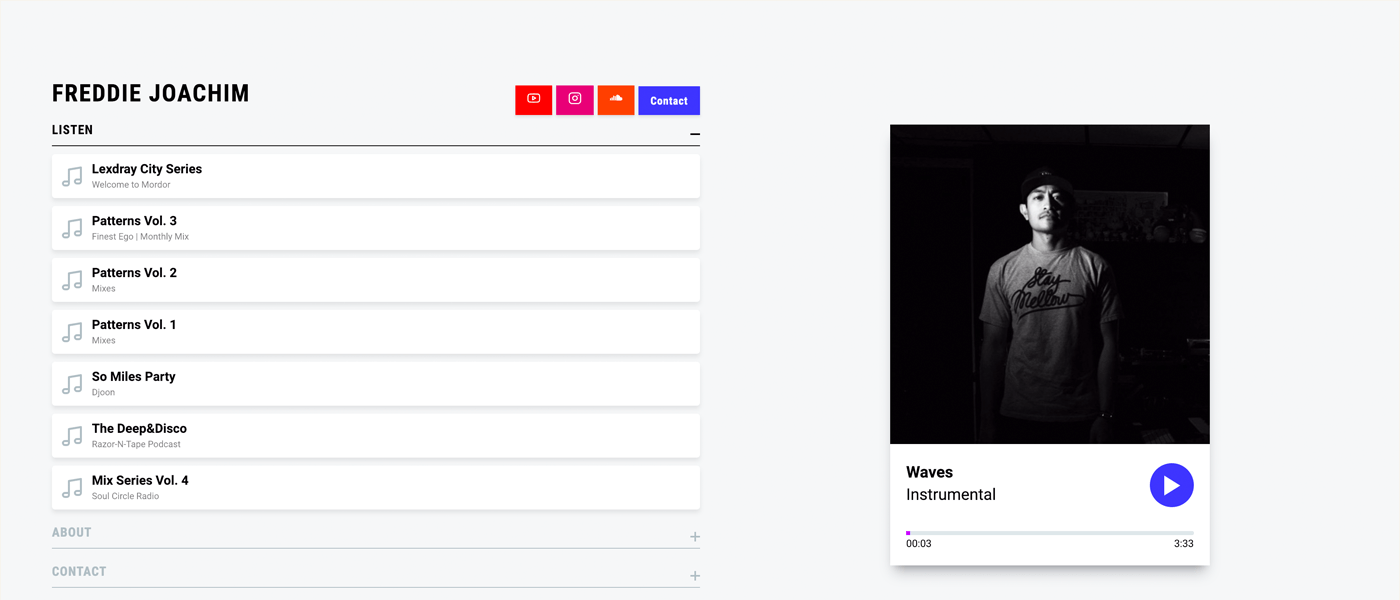 FREDDIE JOACHIM
Contact
LISTEN
Lexdray City Series
Welcome to Mordor
Patterns Vol. 3
Finest Ego | Monthly Mix
Patterns Vol. 2
Mixes
Patterns Vol. 1
Mixes
So Miles Party
Djoon
The Deep&Disco
Razor-N-Tape Podcast
Mix Series Vol. 4
Soul Circle Radio
ABOUT
CONTACT
Stay
Mellow
Waves
Instrumental
00:03 3:33